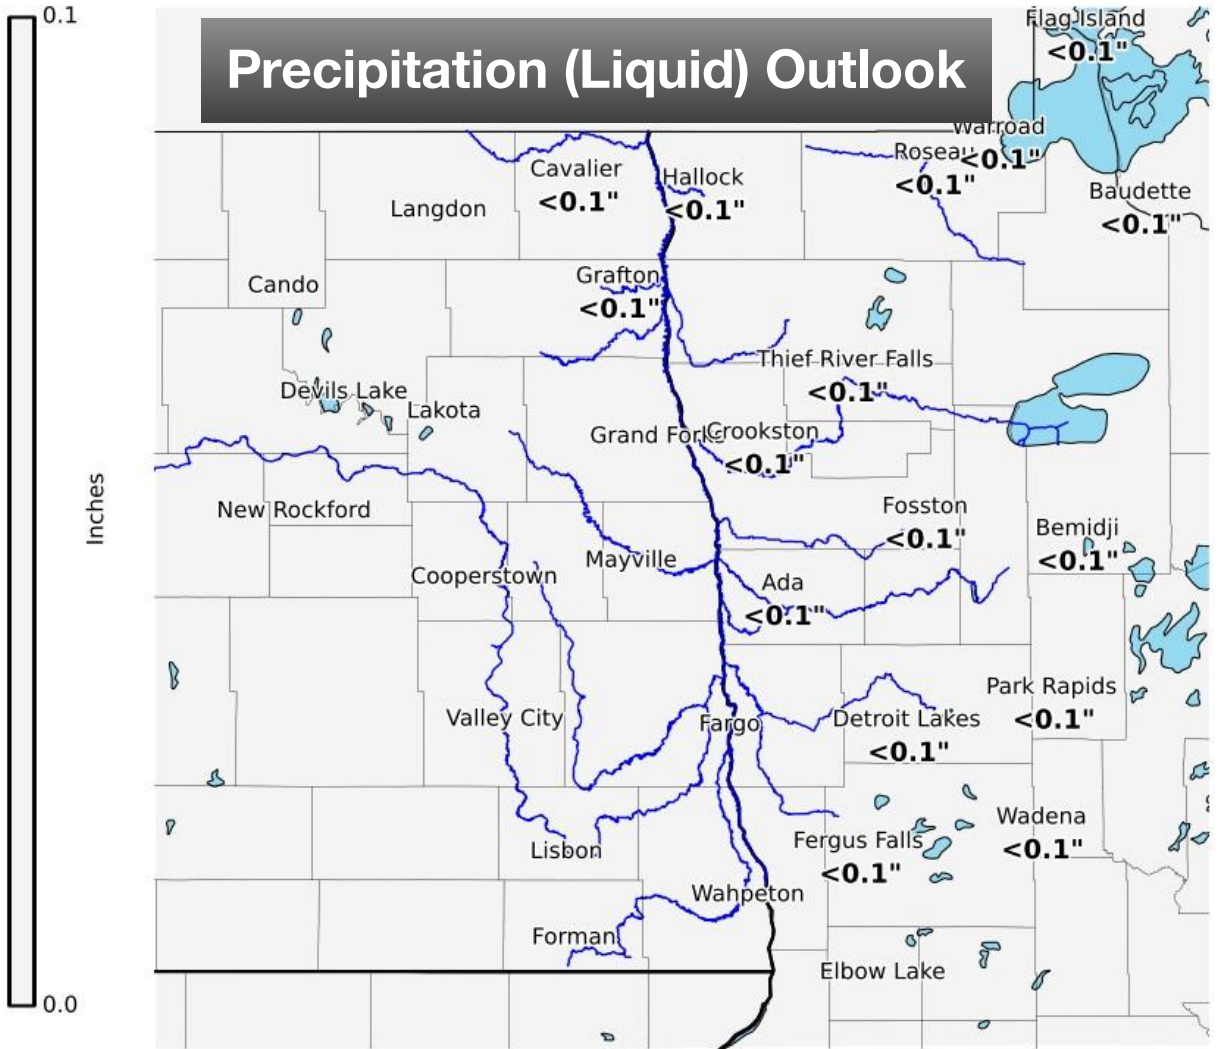 0.1
Precipitation (Liquid) Outlook
Flag Island
<0.1"
Warroad
<0.1"
Roseau
<0.1"
Baudette
<0.1"
Cavalier
<0.1"
Hallock
<0.1"
Langdon
Grafton
<0.1"
Cando
Thief River Falls
<0.1"
Devils Lake
Lakota
Grand Forks
Crookston
<0.1"
Inches
New Rockford
Fosston
<0.1"
Bemidji
<0.1"
Mayville
Cooperstown
Ada
<0.1"
Park Rapids
<0.1"
Valley City
Fargo
Detroit Lakes
<0.1"
Wadena
<0.1"
Lisbon
Fergus Falls
<0.1"
Wahpeton
Forman
Elbow Lake
0.0